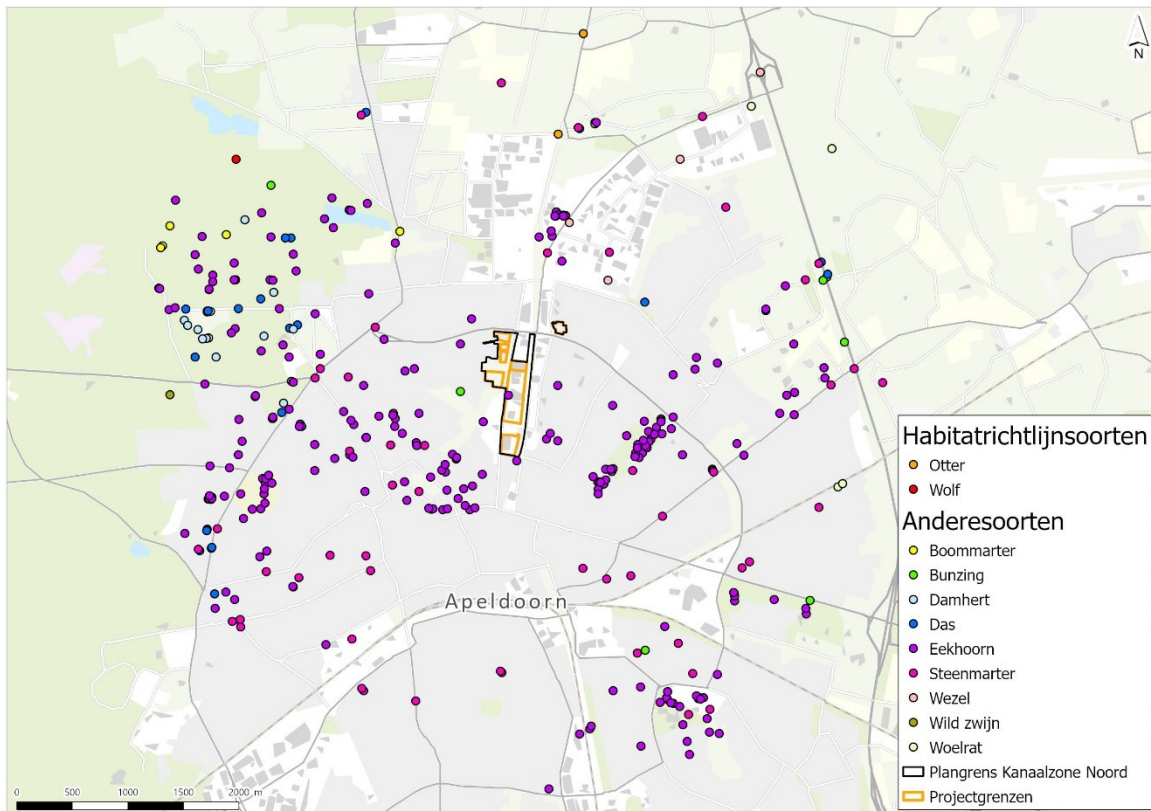 N
Apeldoorn
Habitatrichtlijnsoorten
Otter
Wolf
Anderesoorten
Boommarter
Bunzing
Damhert
Das
Eekhoorn
Steenmarter
Wezel
Wild zwijn
Woelrat
Plangrens Kanaalzone Noord
Projectgrenzen
0 500 1000 1500 2000 m